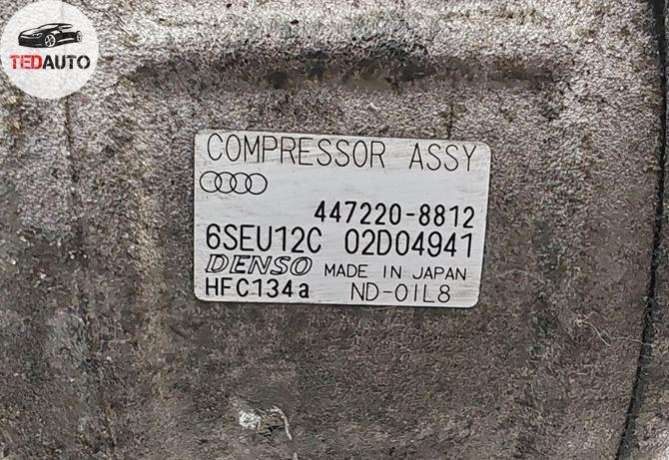 TEDAUTO
COMPRESSOR ASSY
447220-8812
6SEU12C 02D04941
DENSO MADE IN JAPAN
HFC134a ND-OIL8